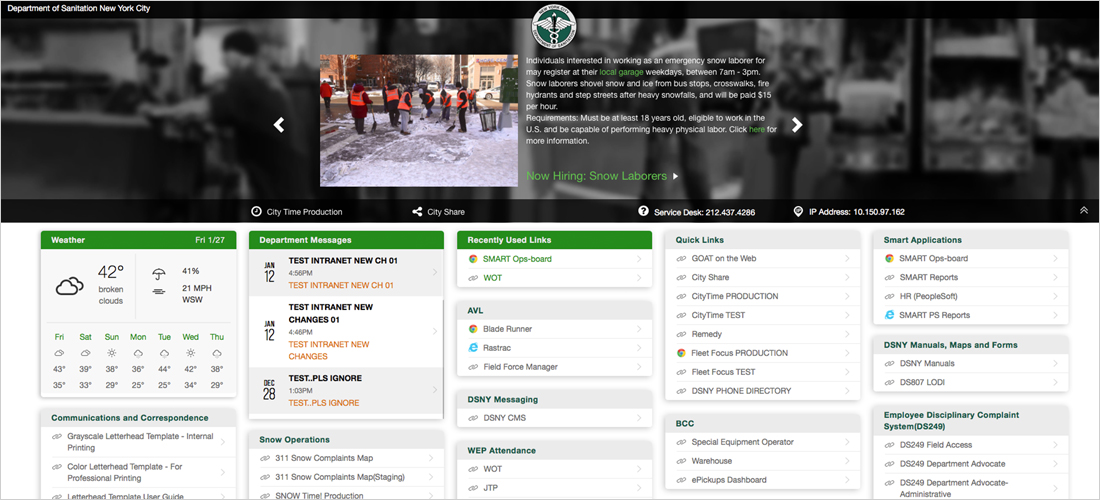 Department of Sanitation New York City
Individuals interested in working as an emergency snow laborer for
may register at their local garage weekdays, between 7am - 3pm.
Snow laborers shovel snow and ice from bus stops, crosswalks, fire
hydrants and step streets after heavy snowfalls, and will be paid $15
per hour.
Requirements: Must be at least 18 years old, eligible to work in the
U.S. and be capable of performing heavy physical labor. Click here for
more information.
Now Hiring: Snow Laborers
City Time Production
City Share
Service Desk: 212.437.4286
IP Address: 10.150.97.162
Weather Fri 1/27
42°
broken
clouds
41%
21 MPH
WSW
Fri Sat Sun Mon Tue Wed Thu
43° 39° 38° 36° 44° 42° 38°
35° 33° 29° 25° 25° 34° 29°
Communications and Correspondence
Grayscale Letterhead Template - Internal
Printing
Color Letterhead Template - For
Professional Printing
Letterhead Template User Guide
Department Messages
JAN
12
TEST INTRANET NEW CH 01
4:56PM
TEST INTRANET NEW CH 01
JAN
12
TEST INTRANET NEW
CHANGES 01
4:46PM
TEST INTRANET NEW
CHANGES
DEC
28
TEST..PLS IGNORE
1:03PM
TEST..PLS IGNORE
Snow Operations
311 Snow Complaints Map
311 Snow Complaints Map(Staging)
SNOW Time! Production
Recently Used Links
SMART Ops-board
WOT
AVL
Blade Runner
Rastrac
Field Force Manager
DSNY Messaging
DSNY CMS
WEP Attendance
WOT
JTP
Quick Links
GOAT on the Web
City Share
CityTime PRODUCTION
CityTime TEST
Remedy
Fleet Focus PRODUCTION
Fleet Focus TEST
DSNY PHONE DIRECTORY
BCC
Special Equipment Operator
Warehouse
ePickups Dashboard
Smart Applications
SMART Ops-board
SMART Reports
HR (PeopleSoft)
SMART PS Reports
DSNY Manuals, Maps and Forms
DSNY Manuals
DS807 LODI
Employee Disciplinary Complaint
System(DS249)
DS249 Field Access
DS249 Department Advocate
DS249 Department Advocate-
Administrative